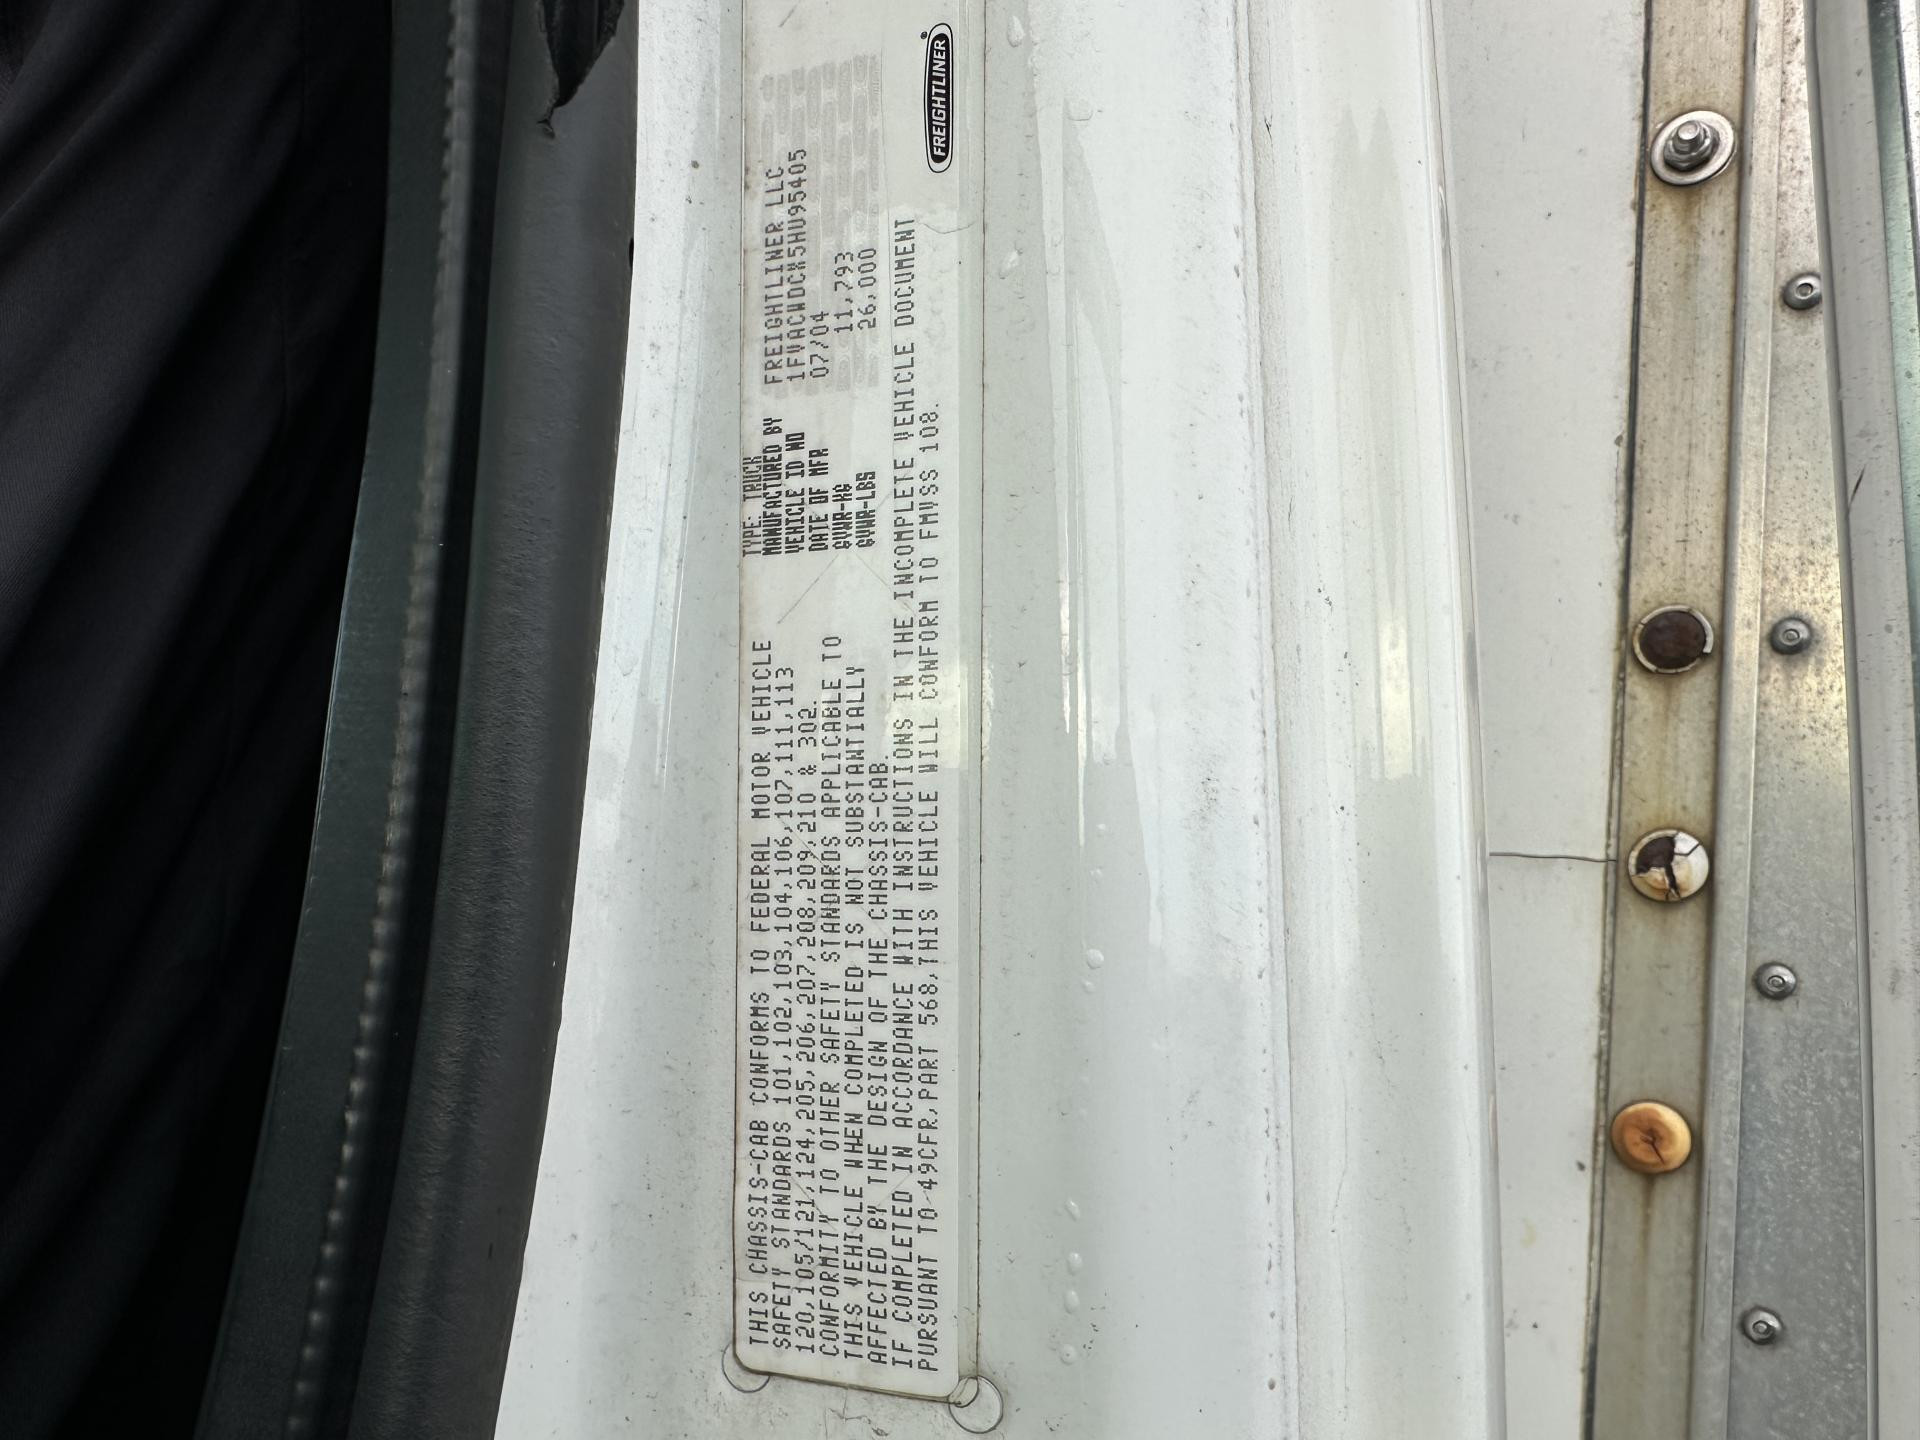 THIS CHASSIS-CAB CONFORMS TO FEDERAL MOTOR VEHICLE
SAFETY STANDARDS 101,102,103,104,106,107,111,113
120,105/121,124,205,206,207,208,209,210 & 302.
CONFORMITY TO OTHER SAFETY STANDARDS APPLICABLE TO
THIS VEHICLE WHEN COMPLETED IS NOT SUBSTANTIALLY
AFFECTED BY THE DESIGN OF THE CHASSIS-CAB.
IF COMPLETED IN ACCORDANCE WITH INSTRUCTIONS IN THE INCOMPLETE VEHICLE DOCUMENT
PURSUANT TO 49CFR,PART 568,THIS VEHICLE WILL CONFORM TO FMVSS 108.
TYPE: TRUCK
MANUFACTURED BY FREIGHTLINER LLC
VEHICLE ID NO 1FVACWDCX5HU95405
DATE OF MFR 07/04
GVWR-KG 11,793
GVWR-LBS 26,000
FREIGHTLINER®